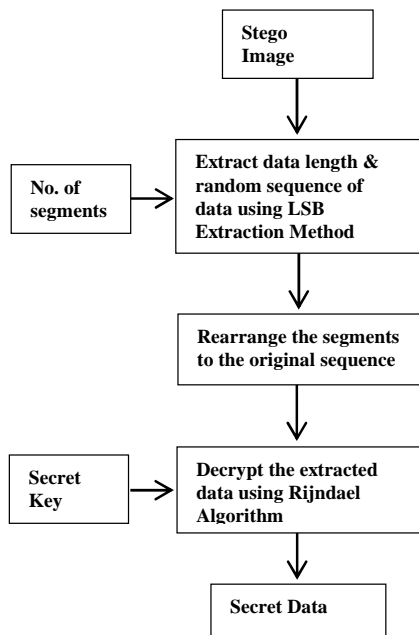 Stego
Image
No. of
segments
Extract data length &
random sequence of
data using LSB
Extraction Method
Rearrange the segments
to the original sequence
Secret
Key
Decrypt the extracted
data using Rijndael
Algorithm
Secret Data